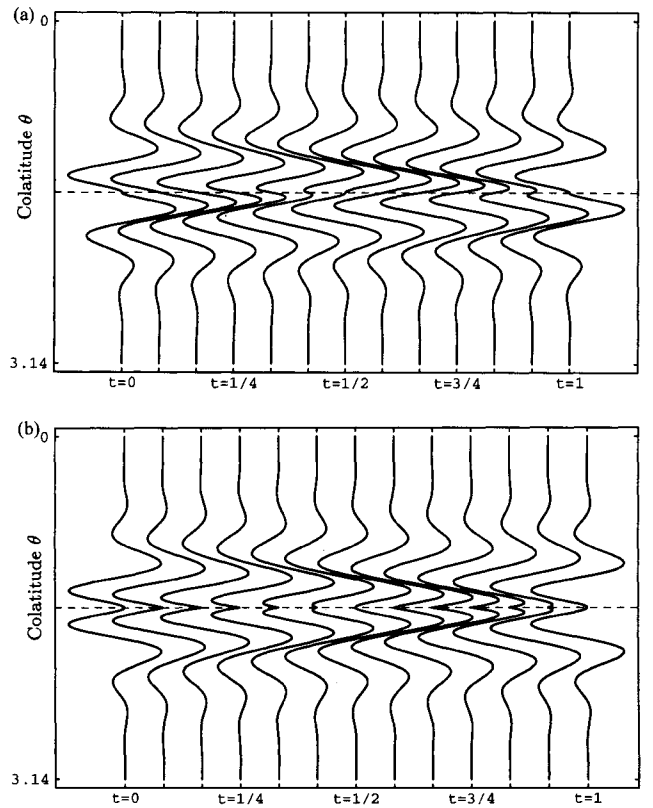 (a)
0
Colatitude θ
3.14
t=0 t=1/4 t=1/2 t=3/4 t=1
(b)
0
Colatitude θ
3.14
t=0 t=1/4 t=1/2 t=3/4 t=1